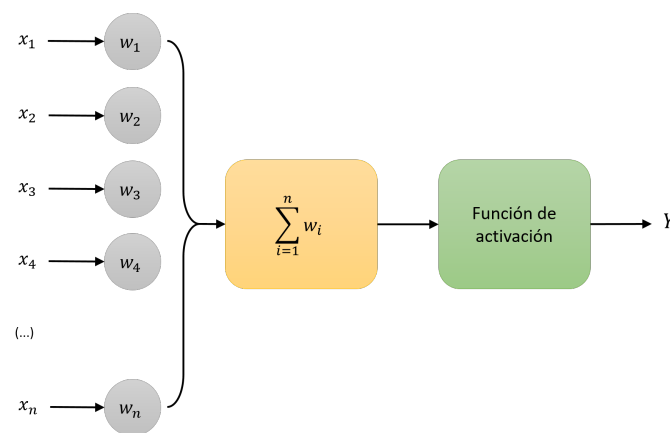 x₁ w₁
x₂ w₂
x₃ w₃
x₄ w₄
(...)
xₙ wₙ
n
∑ wᵢ
i=1
Función de
activación
Y